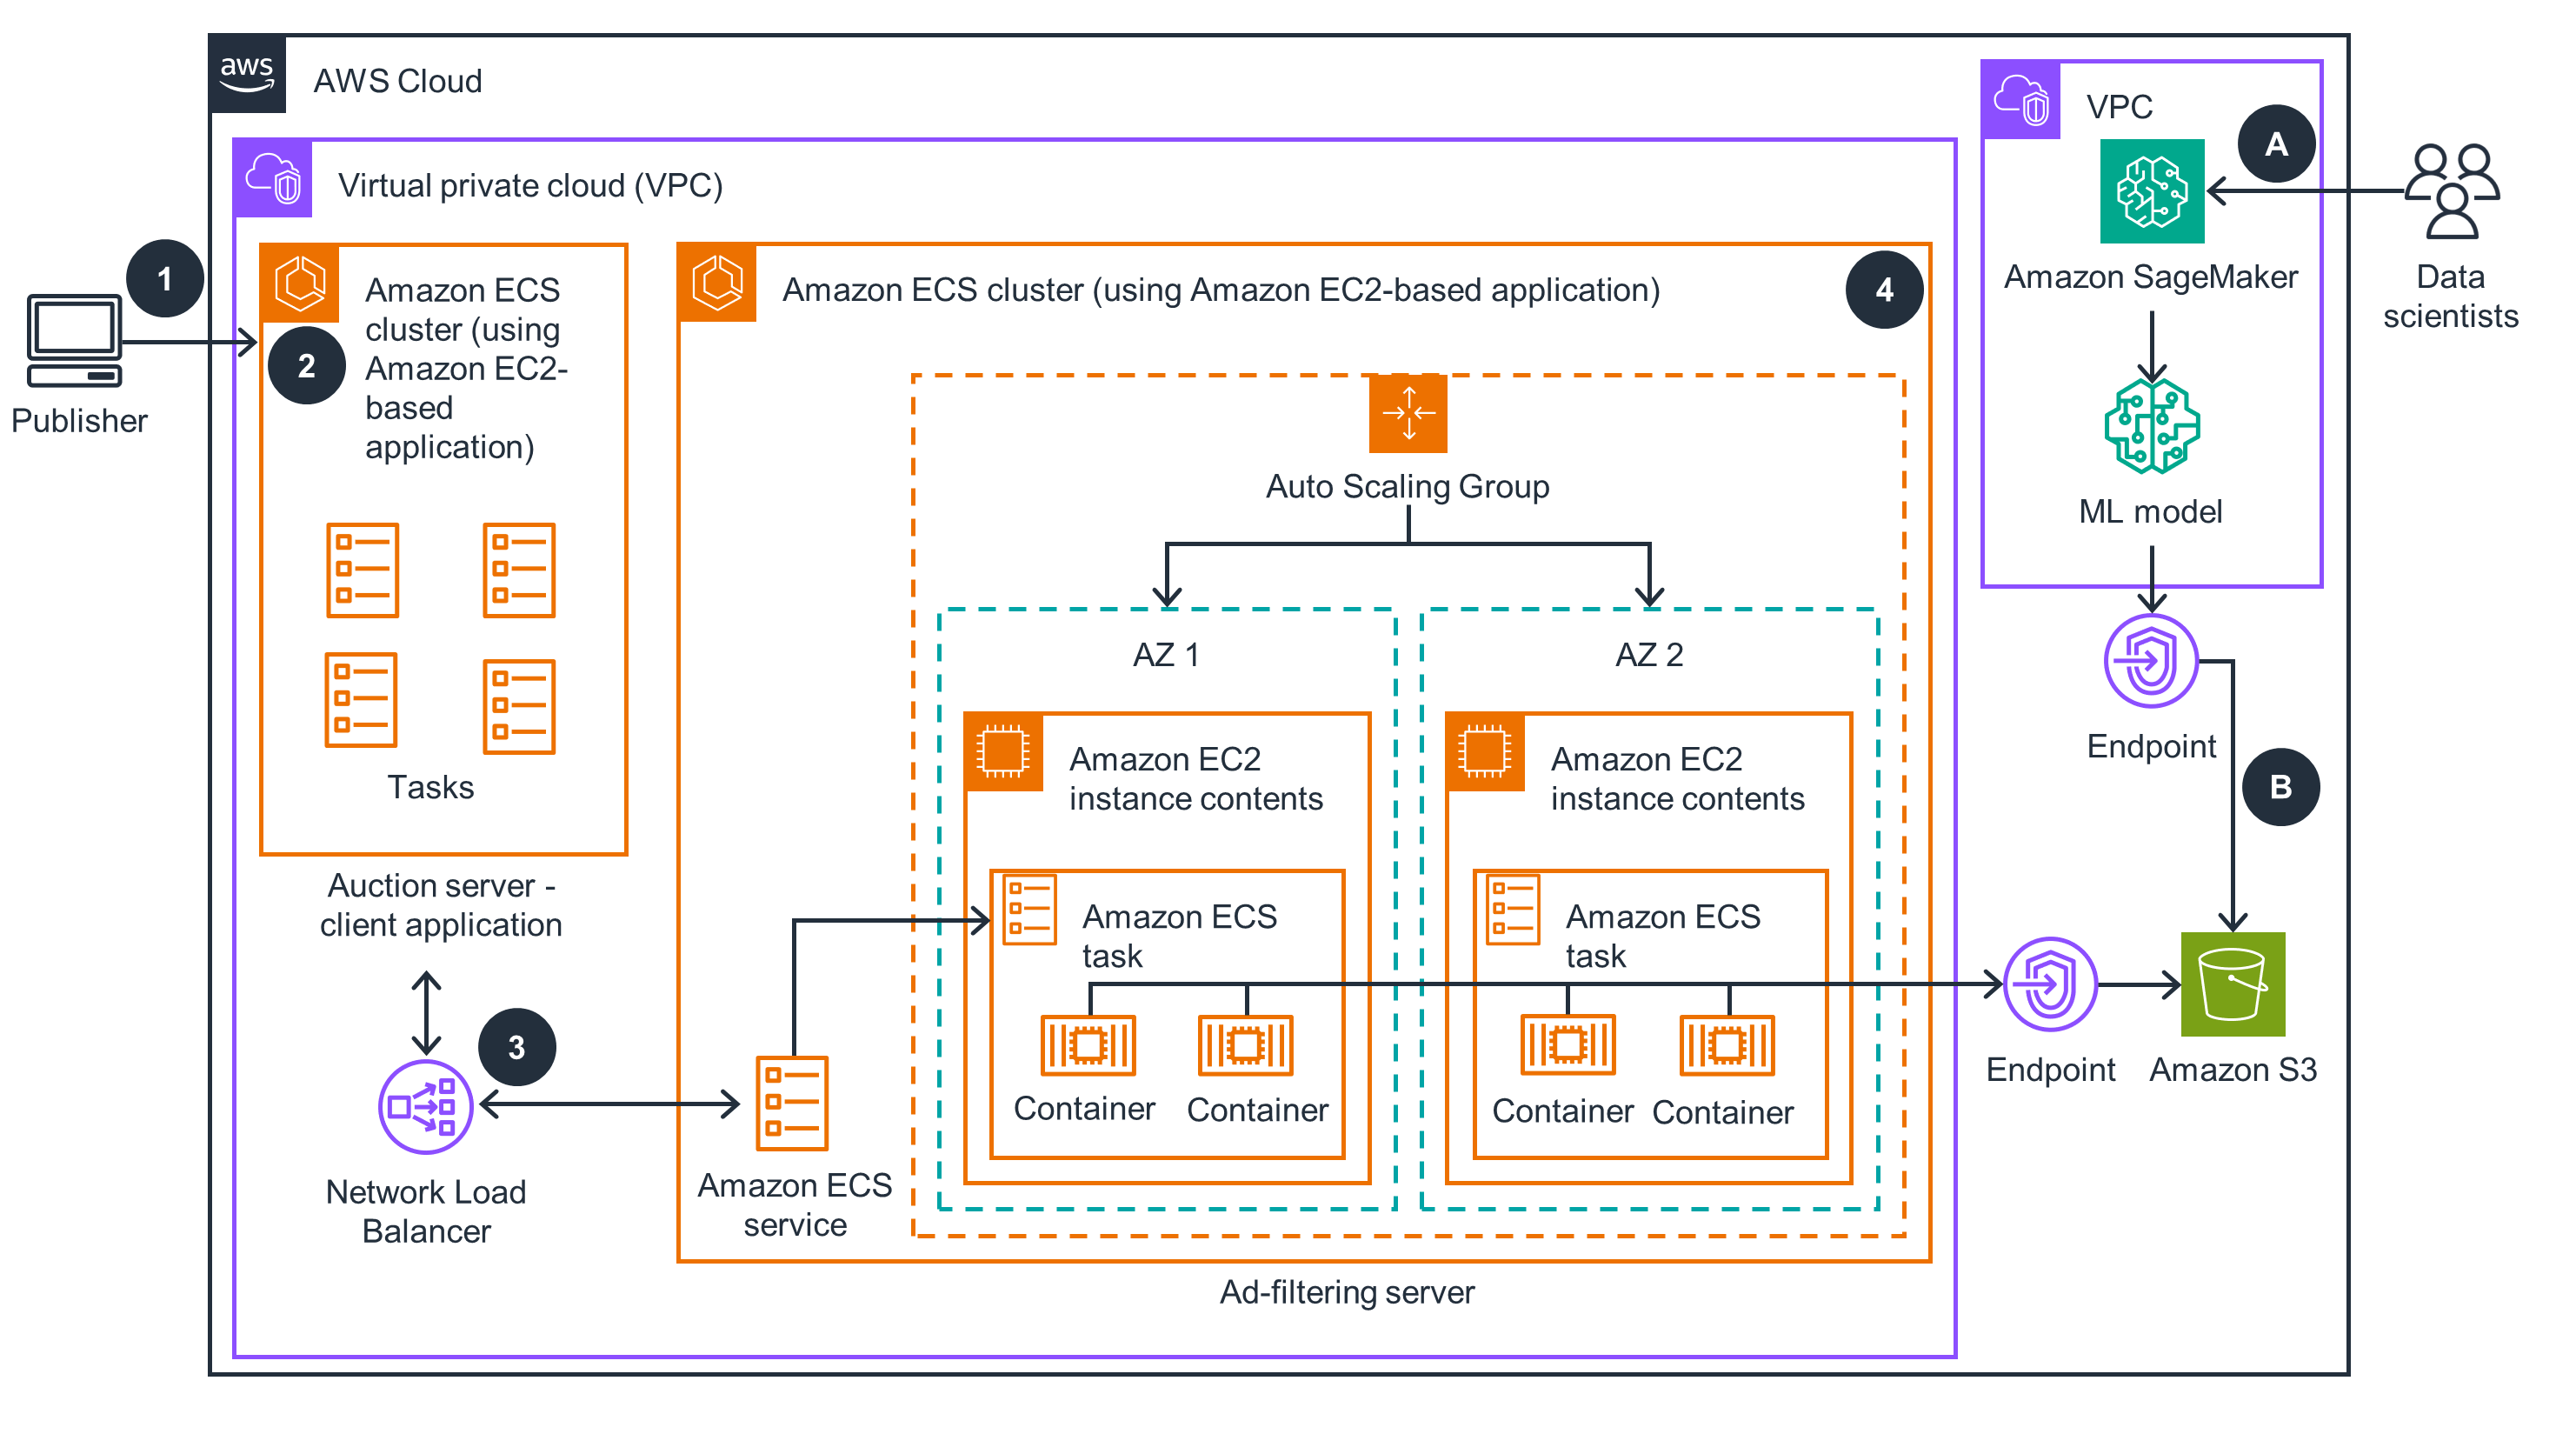 aws
AWS Cloud
VPC
A
Virtual private cloud (VPC)
1
Publisher
2
Amazon ECS
cluster (using
Amazon EC2-
based
application)
Tasks
Auction server -
client application
3
Network Load
Balancer
Amazon ECS cluster (using Amazon EC2-based application)
4
Auto Scaling Group
AZ 1
AZ 2
Amazon EC2
instance contents
Amazon EC2
instance contents
Amazon ECS
task
Amazon ECS
task
Container
Container
Container
Container
Amazon ECS
service
Ad-filtering server
Amazon SageMaker
Data
scientists
ML model
Endpoint
B
Endpoint
Amazon S3